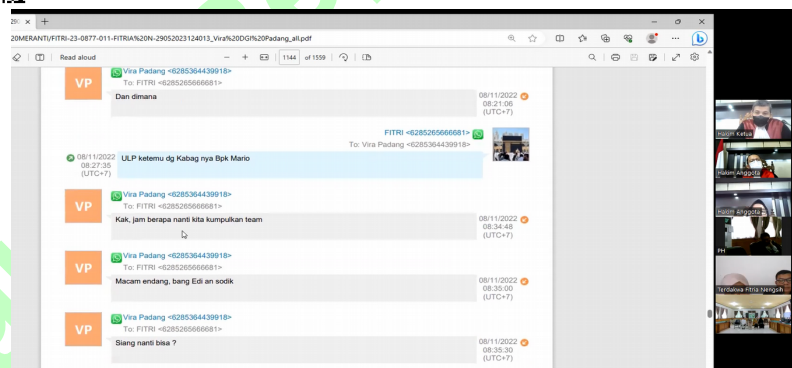 20MERANTI/FITRI-23-0877-011-FITRIA%20N-29052023124013_Vira%20DGI%20Padang_all.pdf
Read aloud
1144 of 1559
Vira Padang <6285364439918>
VP
To: FITRI <6285265666681>
Dan dimana
08/11/2022
08:21:06
(UTC+7)
FITRI <6285265666681>
To: Vira Padang <6285364439918>
08/11/2022
08:27:35
(UTC+7)
ULP ketemu dg Kabag nya Bpk Mario
Vira Padang <6285364439918>
VP
To: FITRI <6285265666681>
Kak, jam berapa nanti kita kumpulkan team
08/11/2022
08:34:48
(UTC+7)
Vira Padang <6285364439918>
VP
To: FITRI <6285265666681>
Macam endang, bang Edi an sodik
08/11/2022
08:35:00
(UTC+7)
Vira Padang <6285364439918>
VP
To: FITRI <6285265666681>
Siang nanti bisa ?
08/11/2022
08:35:30
(UTC+7)
Hakim Ketua
Hakim Anggota
Hakim Anggota
PH
Terdakwa Fitria Nengsih